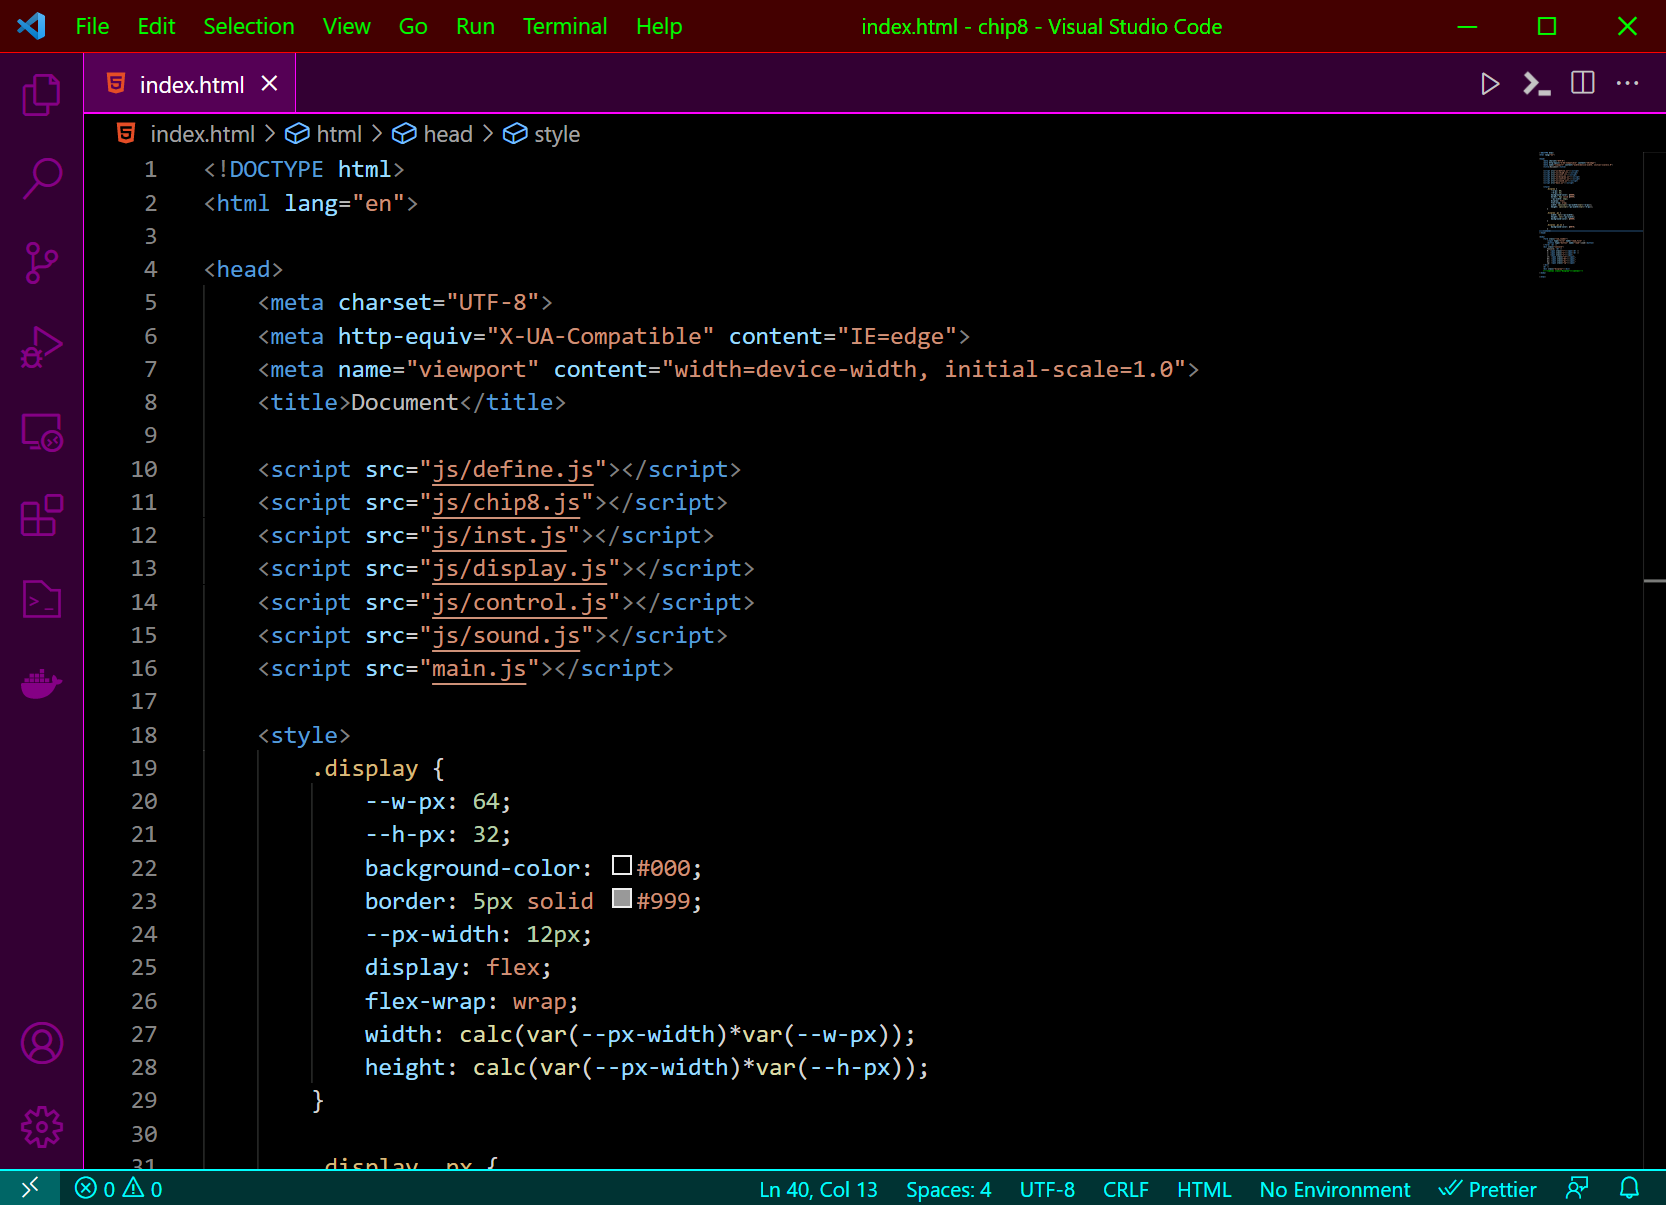 File Edit Selection View Go Run Terminal Help index.html - chip8 - Visual Studio Code
index.html
index.html > html > head > style
1 <!DOCTYPE html>
2 <html lang="en">
3
4 <head>
5 <meta charset="UTF-8">
6 <meta http-equiv="X-UA-Compatible" content="IE=edge">
7 <meta name="viewport" content="width=device-width, initial-scale=1.0">
8 <title>Document</title>
9
10 <script src="js/define.js"></script>
11 <script src="js/chip8.js"></script>
12 <script src="js/inst.js"></script>
13 <script src="js/display.js"></script>
14 <script src="js/control.js"></script>
15 <script src="js/sound.js"></script>
16 <script src="main.js"></script>
17
18 <style>
19 .display {
20 --w-px: 64;
21 --h-px: 32;
22 background-color: #000;
23 border: 5px solid #999;
24 --px-width: 12px;
25 display: flex;
26 flex-wrap: wrap;
27 width: calc(var(--px-width)*var(--w-px));
28 height: calc(var(--px-width)*var(--h-px));
29 }
30
31 .display .px {
0 0 Ln 40, Col 13 Spaces: 4 UTF-8 CRLF HTML No Environment Prettier